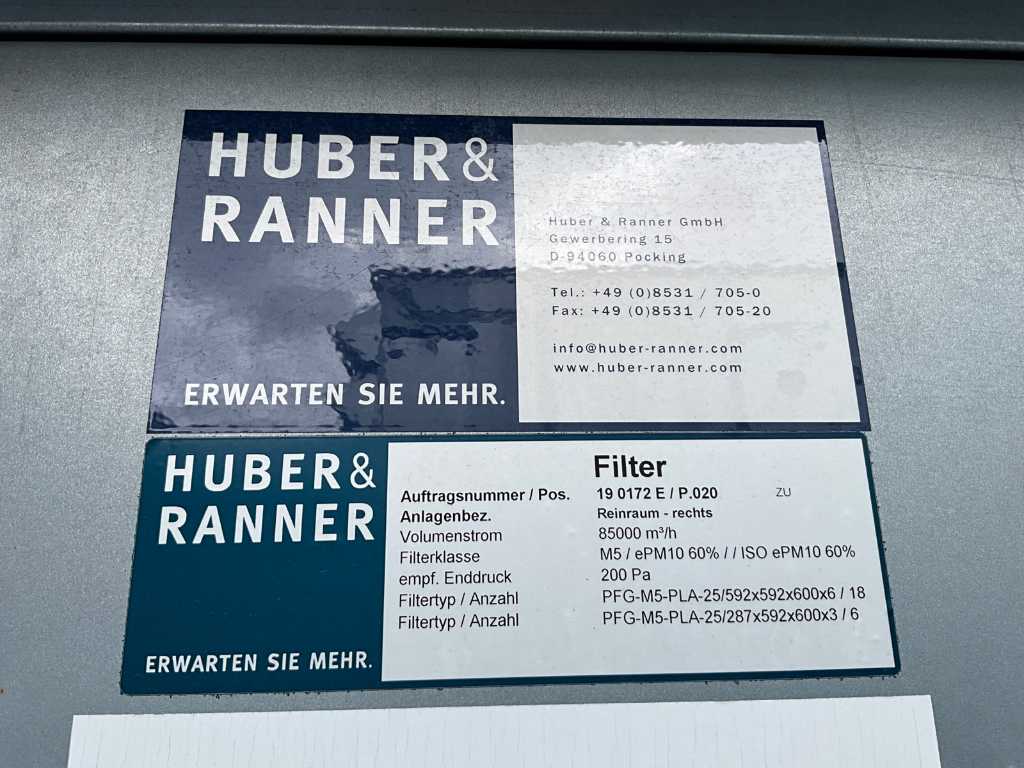 HUBER &
RANNER
ERWARTEN SIE MEHR.
Huber & Ranner GmbH
Gewerbering 15
D-94060 Pocking
Tel.: +49 (0)8531 / 705-0
Fax: +49 (0)8531 / 705-20
info@huber-ranner.com
www.huber-ranner.com
HUBER &
RANNER
ERWARTEN SIE MEHR.
Filter
Auftragsnummer / Pos. 19 0172 E / P.020 ZU
Anlagenbez. Reinraum - rechts
Volumenstrom 85000 m³/h
Filterklasse M5 / ePM10 60% / / ISO ePM10 60%
empf. Enddruck 200 Pa
Filtertyp / Anzahl PFG-M5-PLA-25/592x592x600x6 / 18
Filtertyp / Anzahl PFG-M5-PLA-25/287x592x600x3 / 6